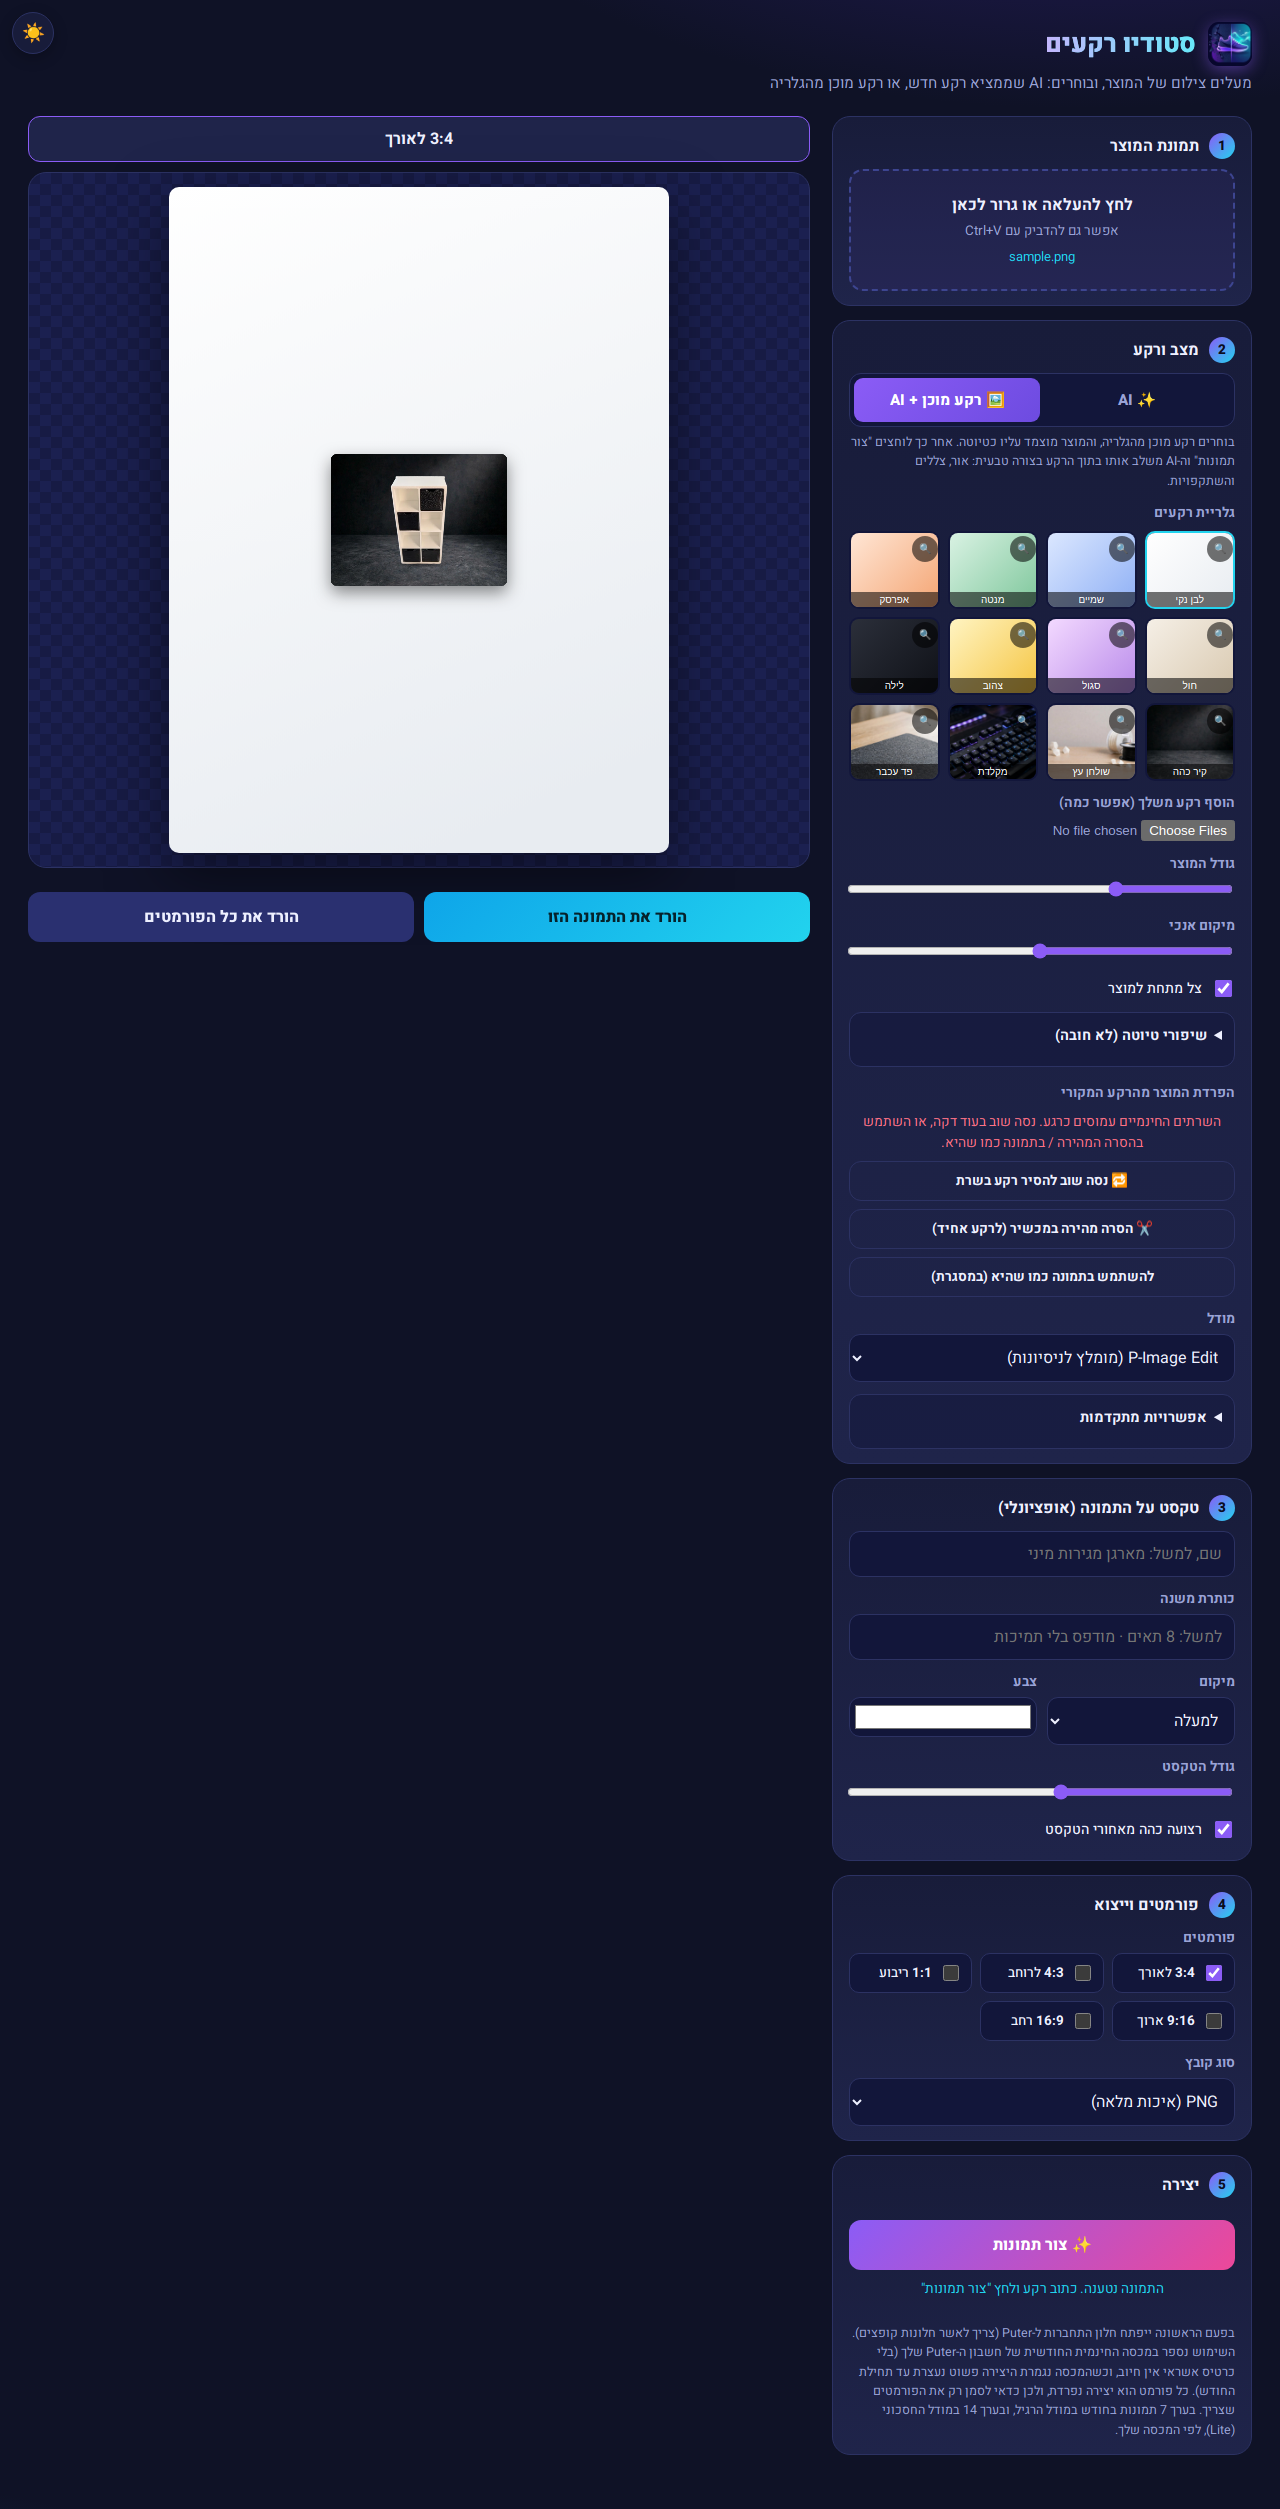 סטודיו רקעים
מעלים צילום של המוצר, ובוחרים: AI שממציא רקע חדש, או רקע מוכן מהגלריה
1 תמונת המוצר
לחץ להעלאה או גרור לכאן
אפשר גם להדביק עם Ctrl+V
sample.png
2 מצב ורקע
✨ AI
🖼️ רקע מוכן + AI
בוחרים רקע מוכן מהגלריה, והמוצר מוצמד עליו כטיוטה. אחר כך לוחצים "צור
תמונות" וה-AI משלב אותו בתוך הרקע בצורה טבעית: אור, צללים
והשתקפויות.
גלריית רקעים
לבן נקי
שמיים
מנטה
אפרסק
חול
סגול
צהוב
לילה
קיר כהה
שולחן עץ
מקלדת
פד עכבר
הוסף רקע משלך (אפשר כמה)
Choose Files No file chosen
גודל המוצר
מיקום אנכי
צל מתחת למוצר
שיפורי טיוטה (לא חובה)
הפרדת המוצר מהרקע המקורי
השרתים החינמיים עמוסים כרגע. נסה שוב בעוד דקה, או השתמש
בהסרה המהירה / בתמונה כמו שהיא.
🔁 נסה שוב להסיר רקע בשרת
✂️ הסרה מהירה במכשיר (לרקע אחיד)
להשתמש בתמונה כמו שהיא (במסגרת)
מודל
P-Image Edit (מומלץ לניסיונות)
אפשרויות מתקדמות
3 טקסט על התמונה (אופציונלי)
שם, למשל: מארגן מגירות מיני
כותרת משנה
למשל: 8 תאים · מודפס בלי תמיכות
מיקום
צבע
למעלה
גודל הטקסט
רצועה כהה מאחורי הטקסט
4 פורמטים וייצוא
פורמטים
3:4 לאורך
4:3 לרוחב
1:1 ריבוע
9:16 ארוך
16:9 רחב
סוג קובץ
PNG (איכות מלאה)
5 יצירה
✨ צור תמונות
התמונה נטענה. כתוב רקע ולחץ "צור תמונות"
בפעם הראשונה ייפתח חלון התחברות ל-Puter (צריך לאשר חלונות קופצים).
השימוש נספר במכסה החינמית החודשית של חשבון ה-Puter שלך (בלי
כרטיס אשראי אין חיוב, וכשהמכסה נגמרת היצירה פשוט נעצרת עד תחילת
החודש). כל פורמט הוא יצירה נפרדת, ולכן כדאי לסמן רק את הפורמטים
שצריך. בערך 7 תמונות בחודש במודל הרגיל, ובערך 14 במודל החסכוני
(Lite), לפי המכסה שלך.
3:4 לאורך
הורד את התמונה הזו
הורד את כל הפורמטים